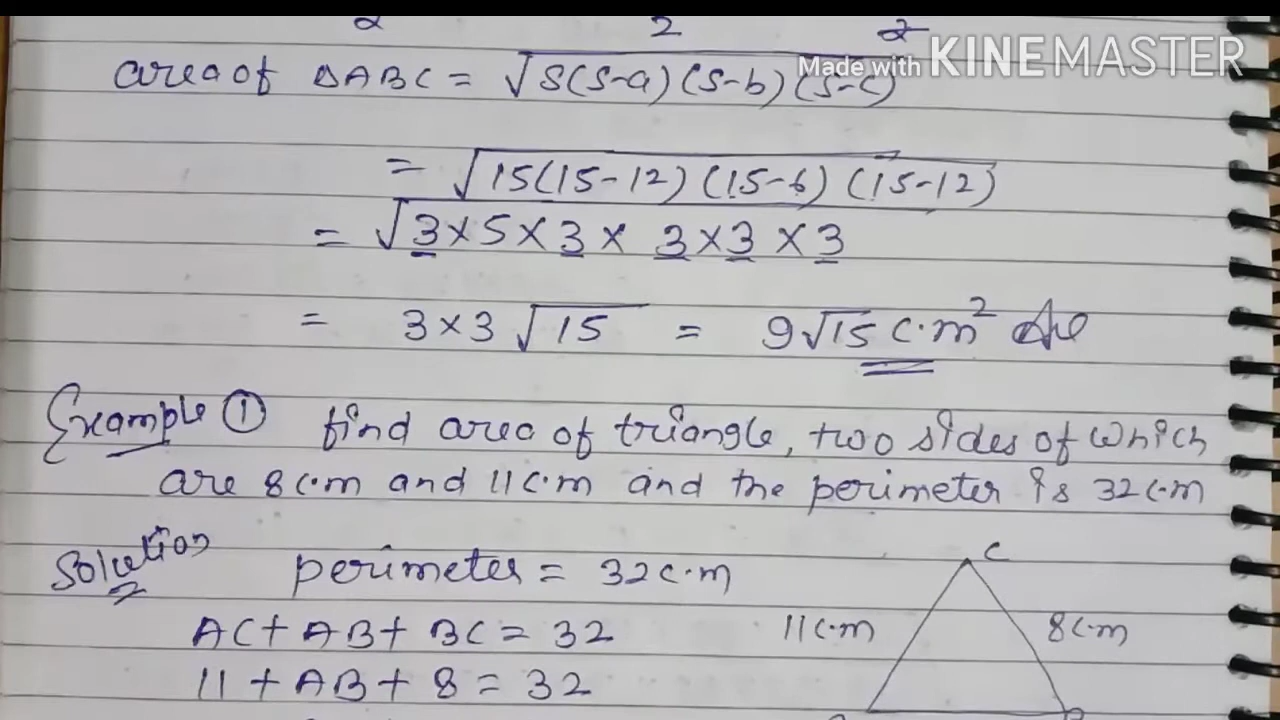 2 2 2
Made with KINEMASTER
area of ΔABC = √S(S-a)(S-b)(S-c)
= √15(15-12)(15-6)(15-12)
= √3×5×3× 3×3×3
= 3×3√15 = 9√15 c.m²
Example ① find area of triangle, two sides of which
are 8c.m and 11c.m and the perimeter is 32c.m
Solution perimeter = 32c.m
C
AC+AB+BC = 32
11c.m 8c.m
11+AB+8 = 32